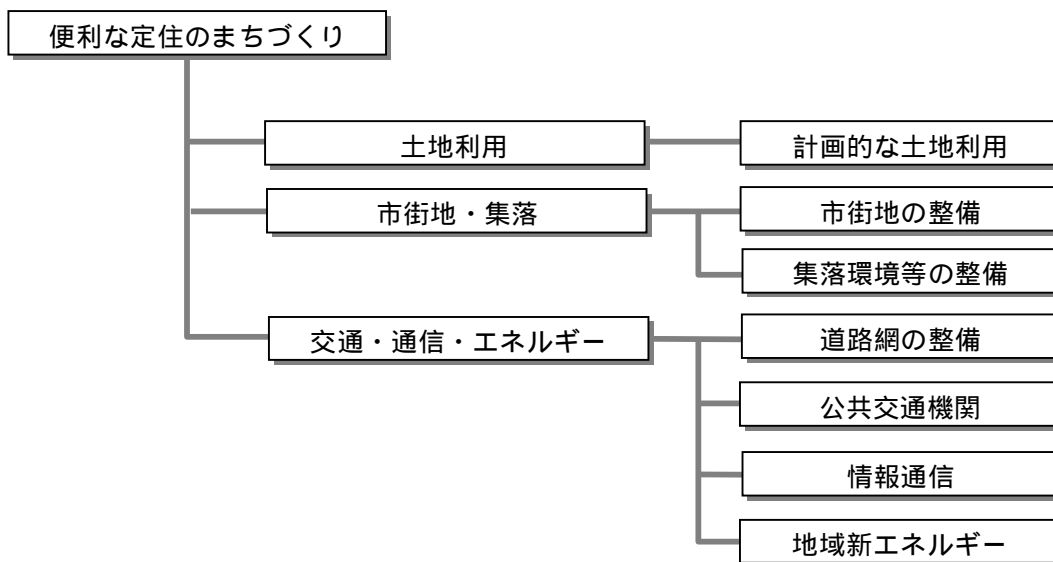 便利な定住のまちづくり
土地利用
計画的な土地利用
市街地・集落
市街地の整備
集落環境等の整備
交通・通信・エネルギー
道路網の整備
公共交通機関
情報通信
地域新エネルギー